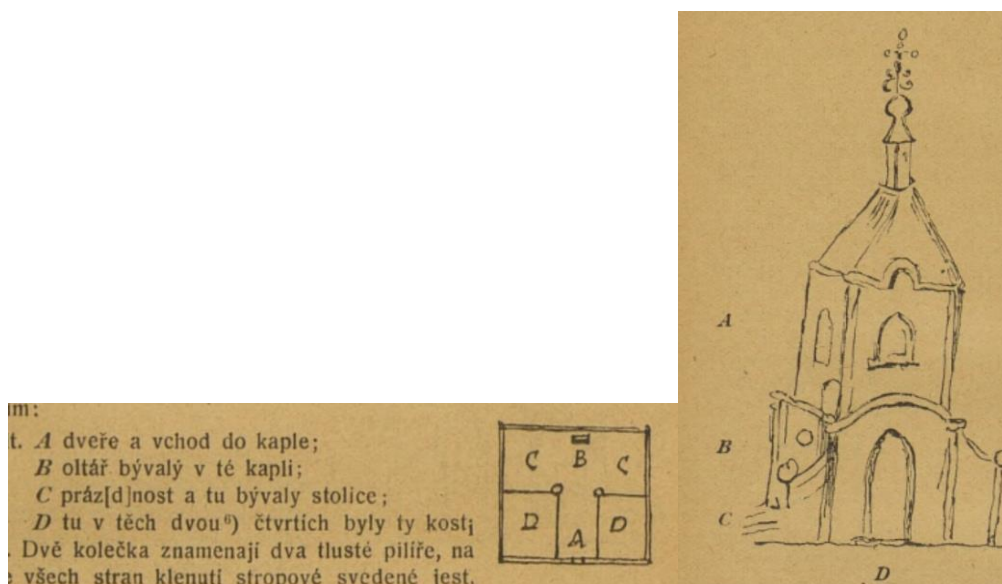 t. A dveře a vchod do kaple;
B oltář bývalý v té kapli;
C práz[d]nost a tu bývaly stolice;
D tu v těch dvou⁶) čtvrtích byly ty kosti
. Dvě kolečka znamenají dva tlusté pilíře, na
všech stran klenutí stropové svedené jest.
C B C
D A D
A
B
C
D